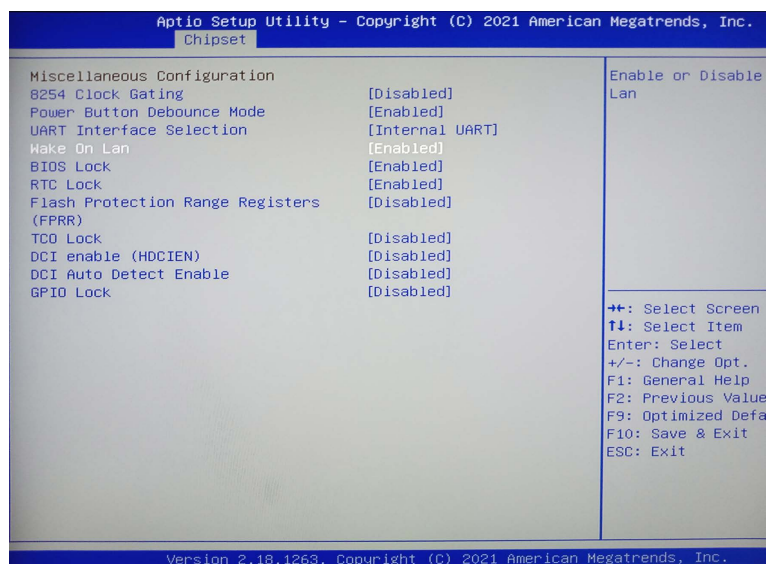 Aptio Setup Utility – Copyright (C) 2021 American Megatrends, Inc.
Chipset
Miscellaneous Configuration
8254 Clock Gating [Disabled]
Power Button Debounce Mode [Enabled]
UART Interface Selection [Internal UART]
Wake On Lan [Enabled]
BIOS Lock [Enabled]
RTC Lock [Enabled]
Flash Protection Range Registers [Disabled]
(FPRR)
TCO Lock [Disabled]
DCI enable (HDCIEN) [Disabled]
DCI Auto Detect Enable [Disabled]
GPIO Lock [Disabled]
Enable or Disable
Lan
→←: Select Screen
↑↓: Select Item
Enter: Select
+/-: Change Opt.
F1: General Help
F2: Previous Value
F9: Optimized Defa
F10: Save & Exit
ESC: Exit
Version 2.18.1263. Copyright (C) 2021 American Megatrends, Inc.